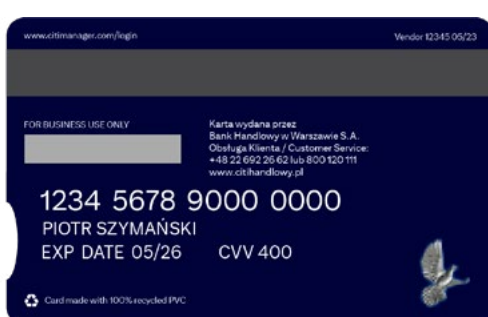 www.citimanager.com/login
Vendor 12345 05/23
FOR BUSINESS USE ONLY
Karta wydana przez
Bank Handlowy w Warszawie S.A.
Obsługa Klienta / Customer Service:
+48 22 692 26 62 lub 800 120 111
www.citihandlowy.pl
1234 5678 9000 0000
PIOTR SZYMAŃSKI
EXP DATE 05/26 CVV 400
Card made with 100% recycled PVC